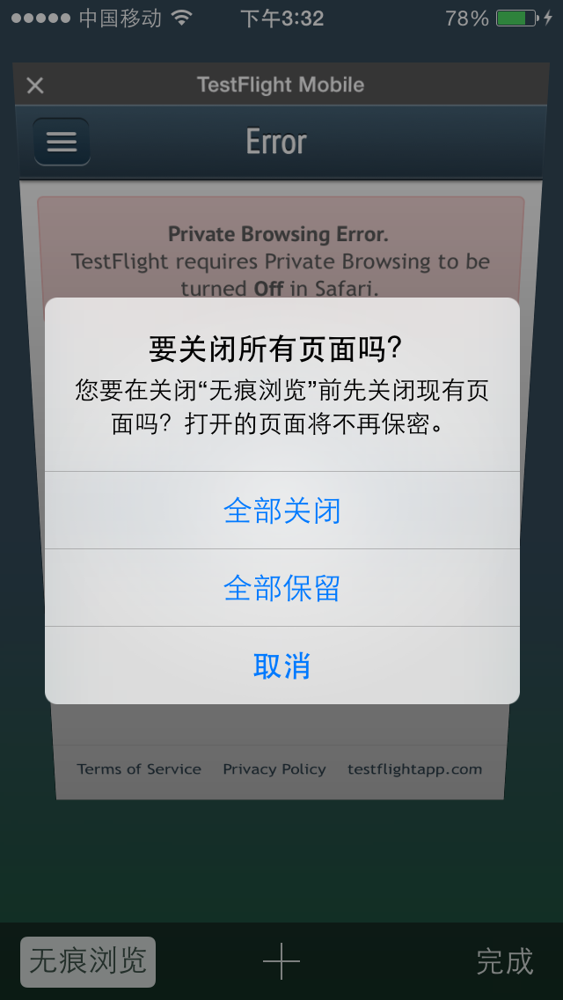 中国移动 下午3:32 78%
TestFlight Mobile
Error
Private Browsing Error.
TestFlight requires Private Browsing to be
turned Off in Safari.
要关闭所有页面吗？
您要在关闭“无痕浏览”前先关闭现有页
面吗？打开的页面将不再保密。
全部关闭
全部保留
取消
Terms of Service Privacy Policy testflightapp.com
无痕浏览 完成